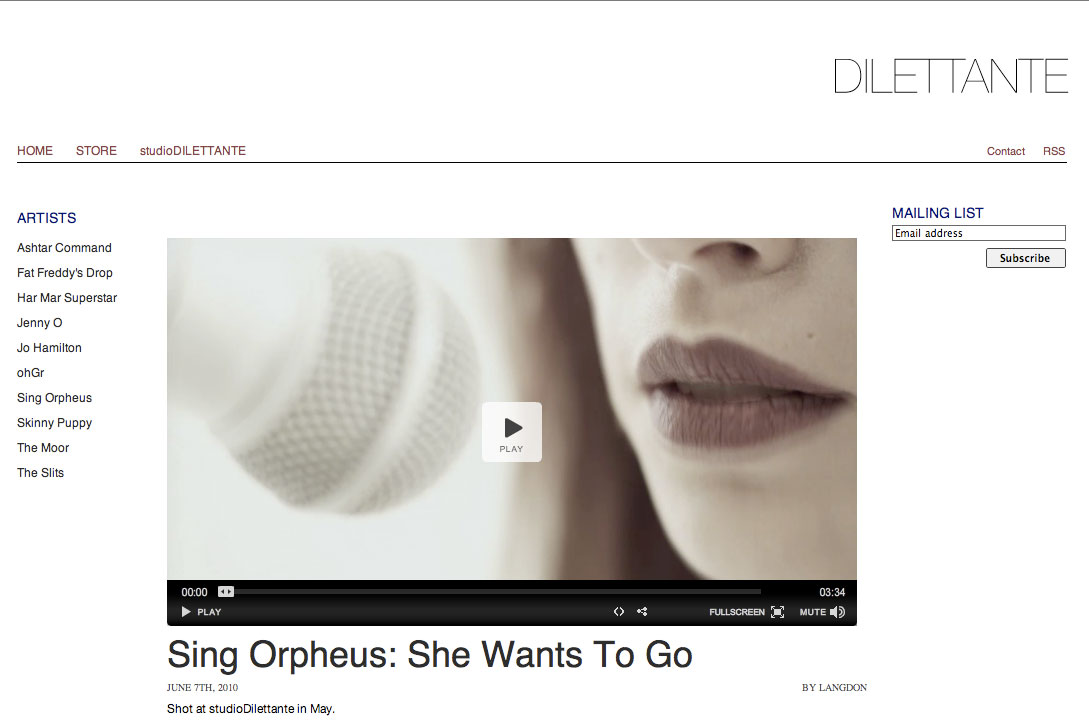 DILETTANTE
HOME STORE studioDILETTANTE Contact RSS
ARTISTS
Ashtar Command
Fat Freddy's Drop
Har Mar Superstar
Jenny O
Jo Hamilton
ohGr
Sing Orpheus
Skinny Puppy
The Moor
The Slits
MAILING LIST
Email address
Subscribe
PLAY
00:00 03:34
PLAY FULLSCREEN MUTE
Sing Orpheus: She Wants To Go
JUNE 7TH, 2010 BY LANGDON
Shot at studioDilettante in May.